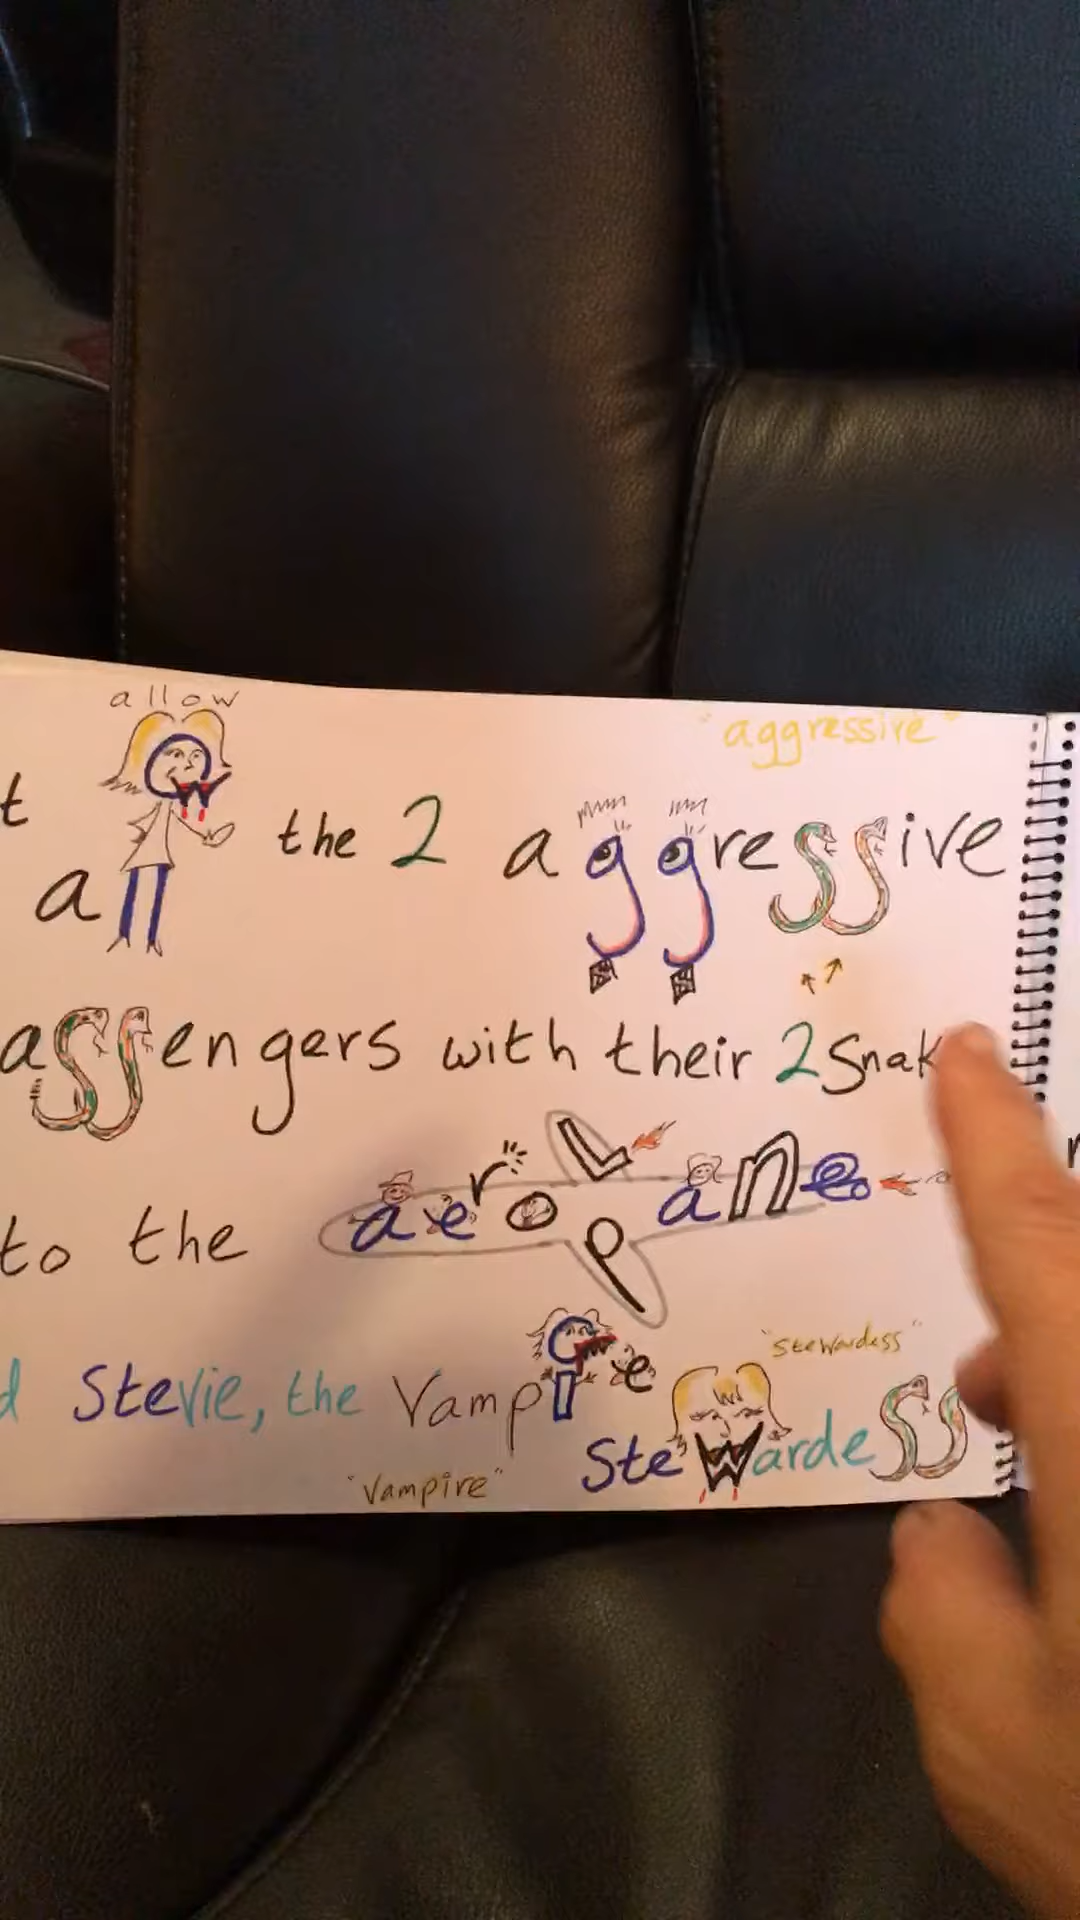 allow
"aggressive"
t allow the 2 aggressive
assengers with their 2 snak
to the aeroplane
"stewardess"
d Stevie, the Vampire Stewardess
"Vampire"